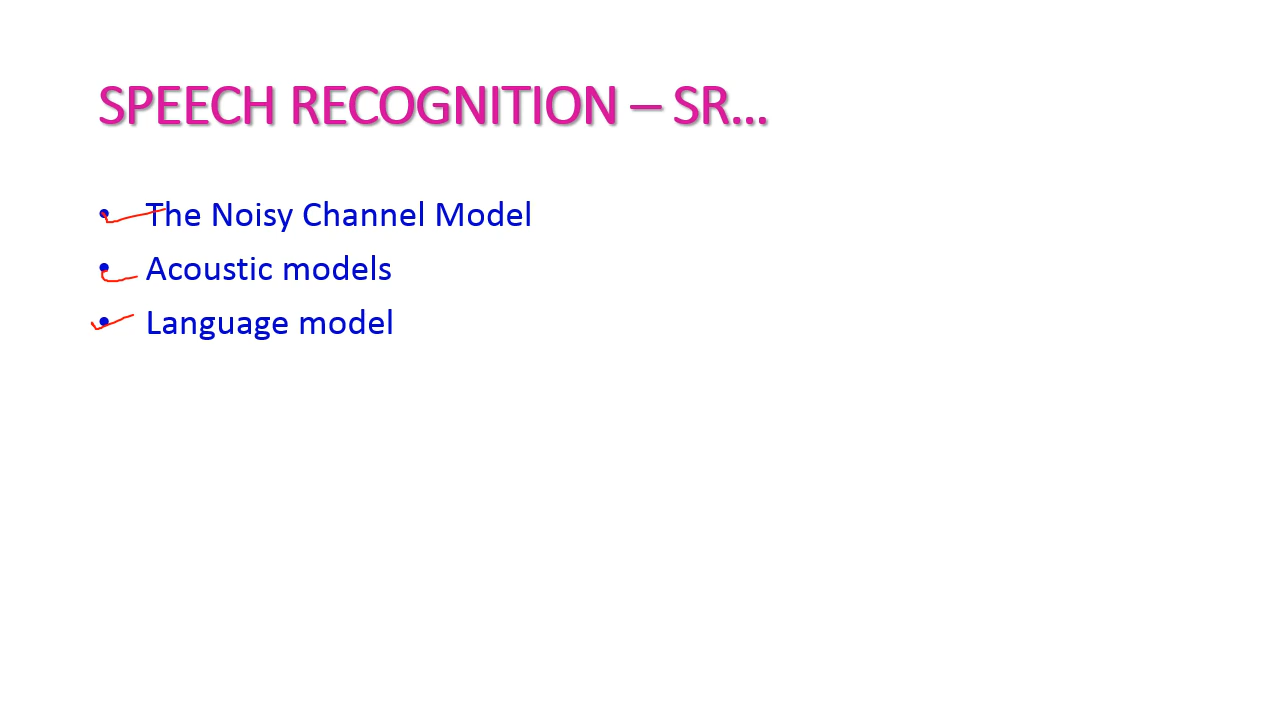 SPEECH RECOGNITION – SR...
• The Noisy Channel Model
• Acoustic models
• Language model